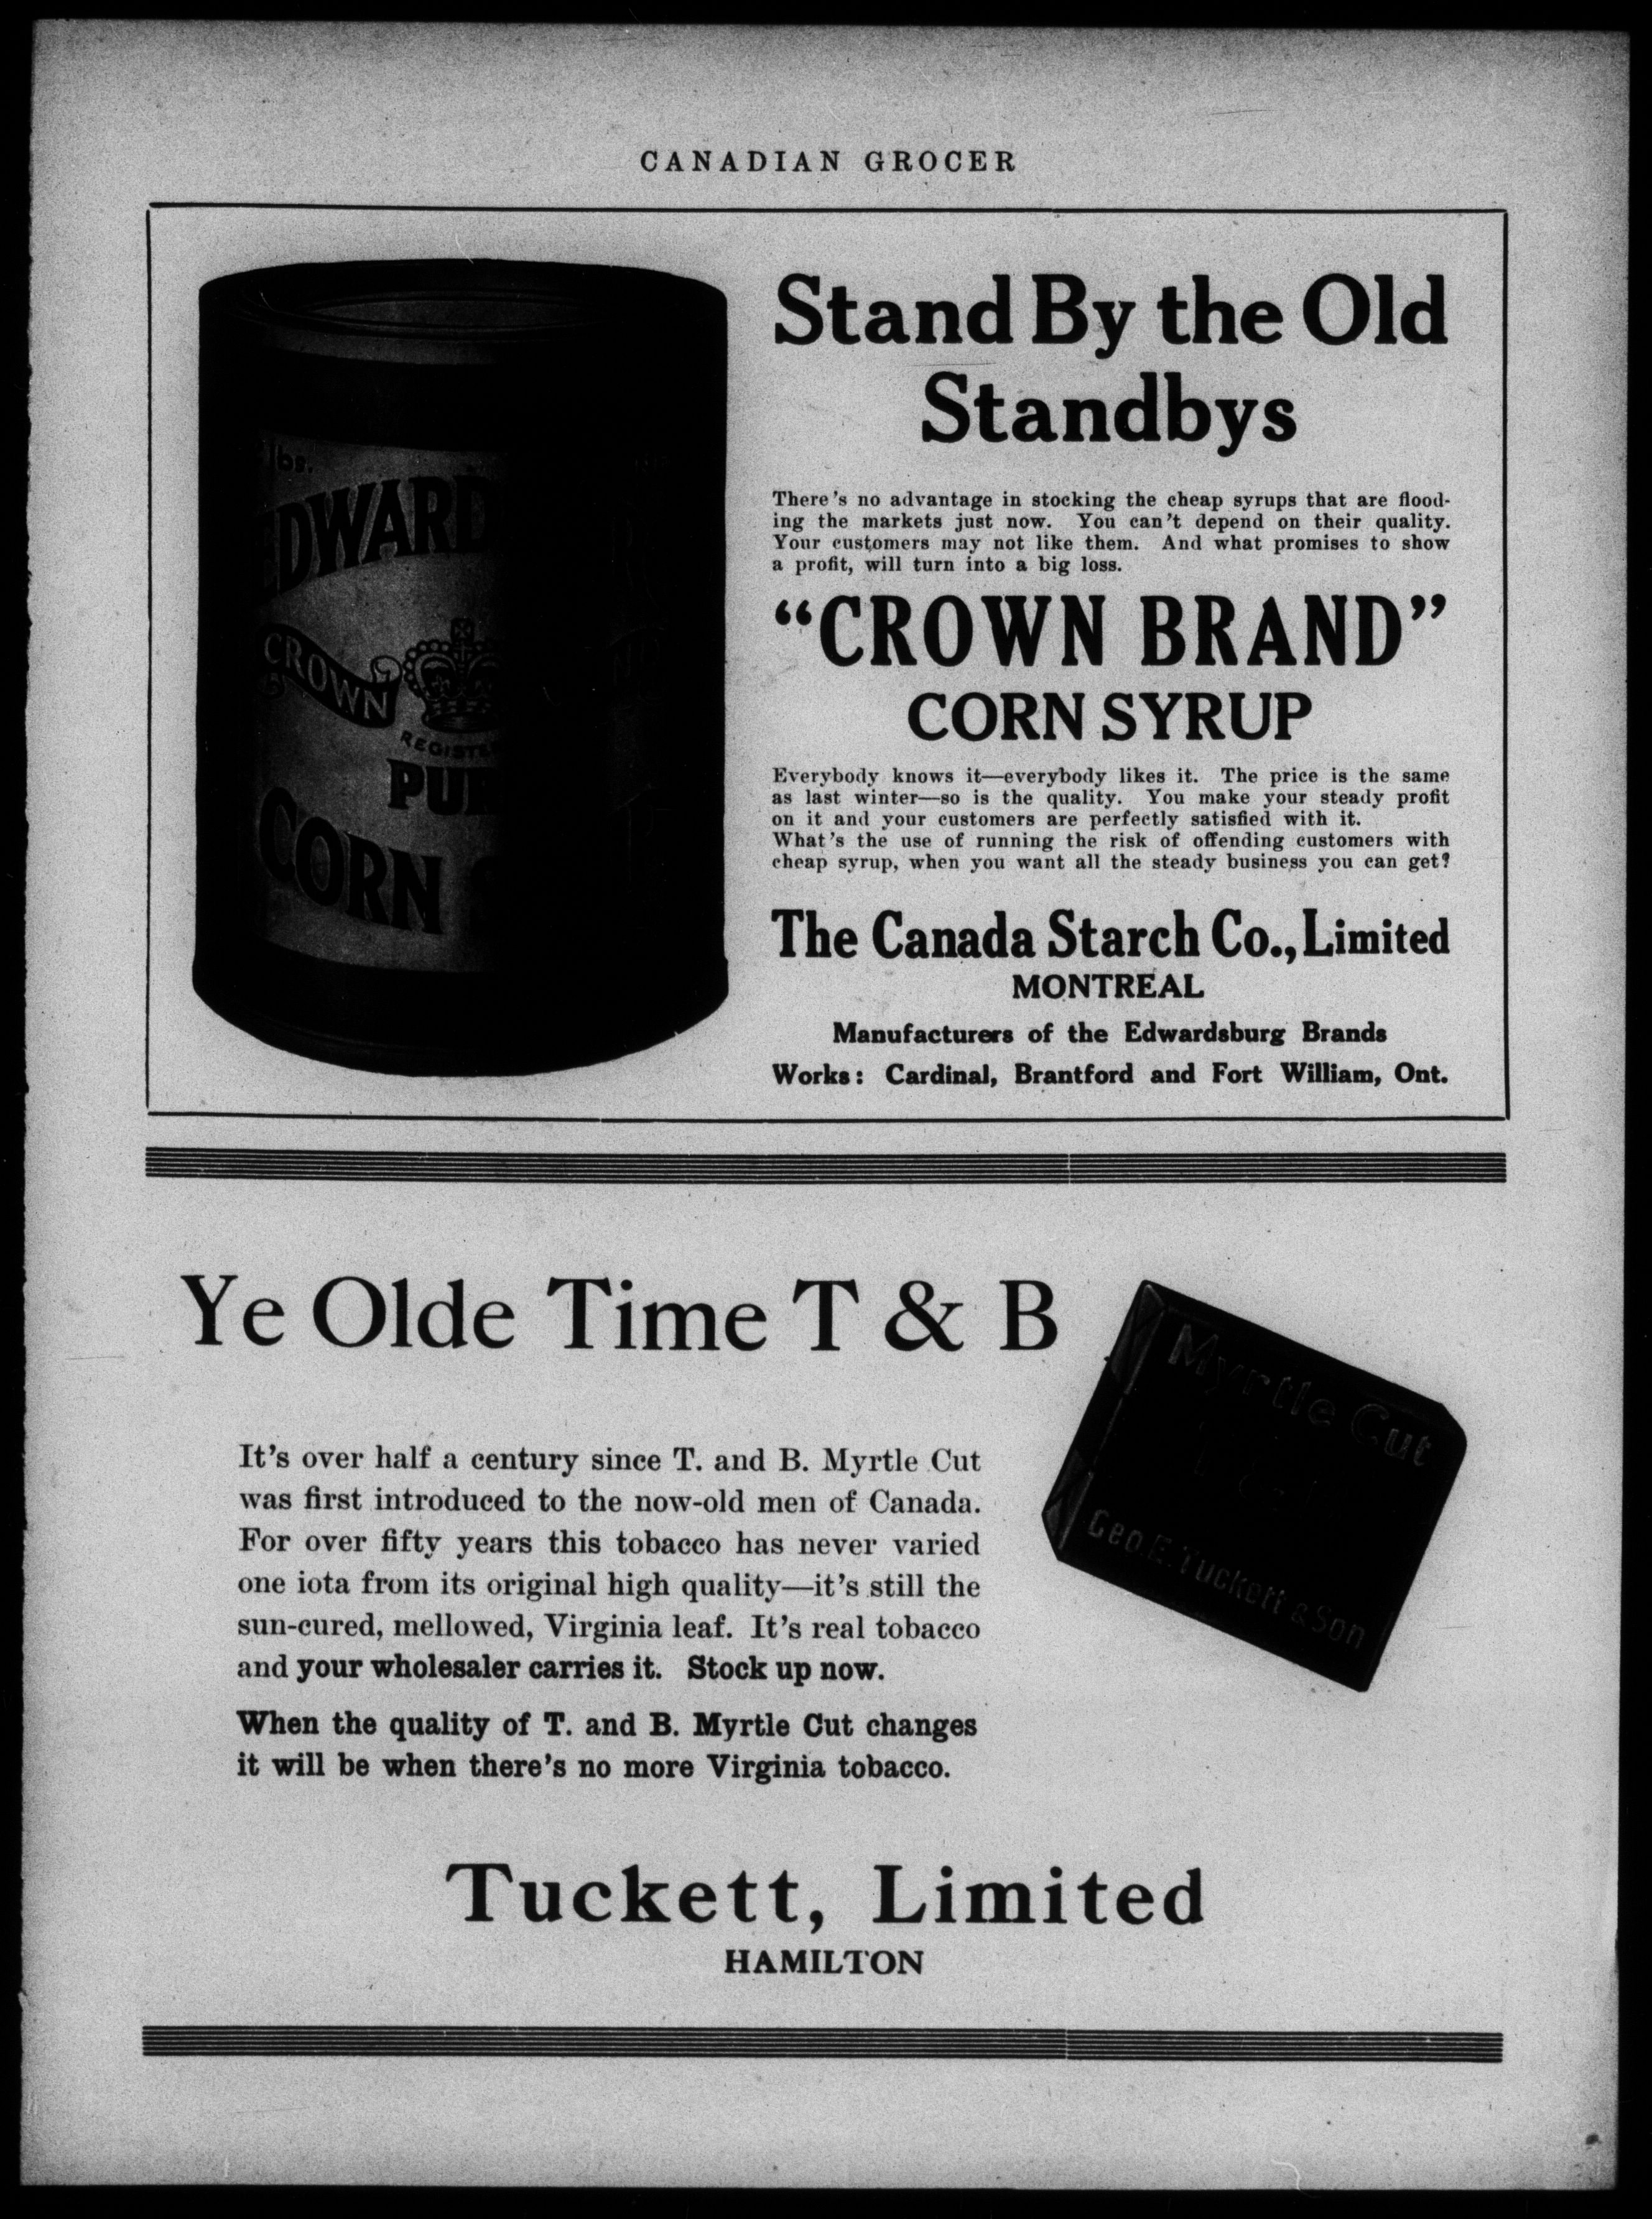 CANADIAN GROCER
lbs.
EDWARD
CROWN
REGISTE
PUR
CORN
Stand By the Old
Standbys
There's no advantage in stocking the cheap syrups that are flood-
ing the markets just now. You can't depend on their quality.
Your customers may not like them. And what promises to show
a profit, will turn into a big loss.
"CROWN BRAND"
CORN SYRUP
Everybody knows it—everybody likes it. The price is the same
as last winter—so is the quality. You make your steady profit
on it and your customers are perfectly satisfied with it.
What's the use of running the risk of offending customers with
cheap syrup, when you want all the steady business you can get?
The Canada Starch Co., Limited
MONTREAL
Manufacturers of the Edwardsburg Brands
Works: Cardinal, Brantford and Fort William, Ont.
Ye Olde Time T & B
Myrtle Cut
Geo. E. Tuckett & Son
It's over half a century since T. and B. Myrtle Cut
was first introduced to the now-old men of Canada.
For over fifty years this tobacco has never varied
one iota from its original high quality—it's still the
sun-cured, mellowed, Virginia leaf. It's real tobacco
and your wholesaler carries it. Stock up now.
When the quality of T. and B. Myrtle Cut changes
it will be when there's no more Virginia tobacco.
Tuckett, Limited
HAMILTON